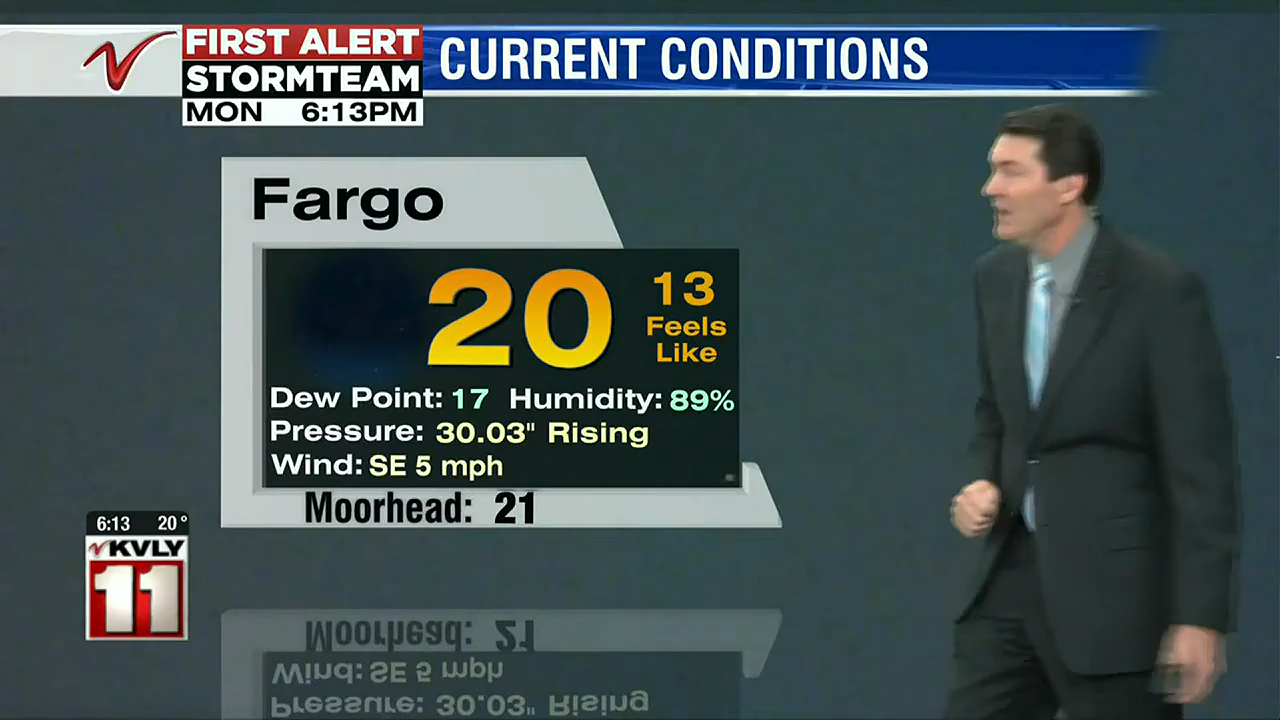 FIRST ALERT
STORMTEAM
MON 6:13PM
CURRENT CONDITIONS
Fargo
20
13
Feels
Like
Dew Point: 17 Humidity: 89%
Pressure: 30.03" Rising
Wind: SE 5 mph
Moorhead: 21
6:13 20°
KVLY
11
Moorhead: 21
Wind: SE 5 mph
Pressure: 30.03" Rising